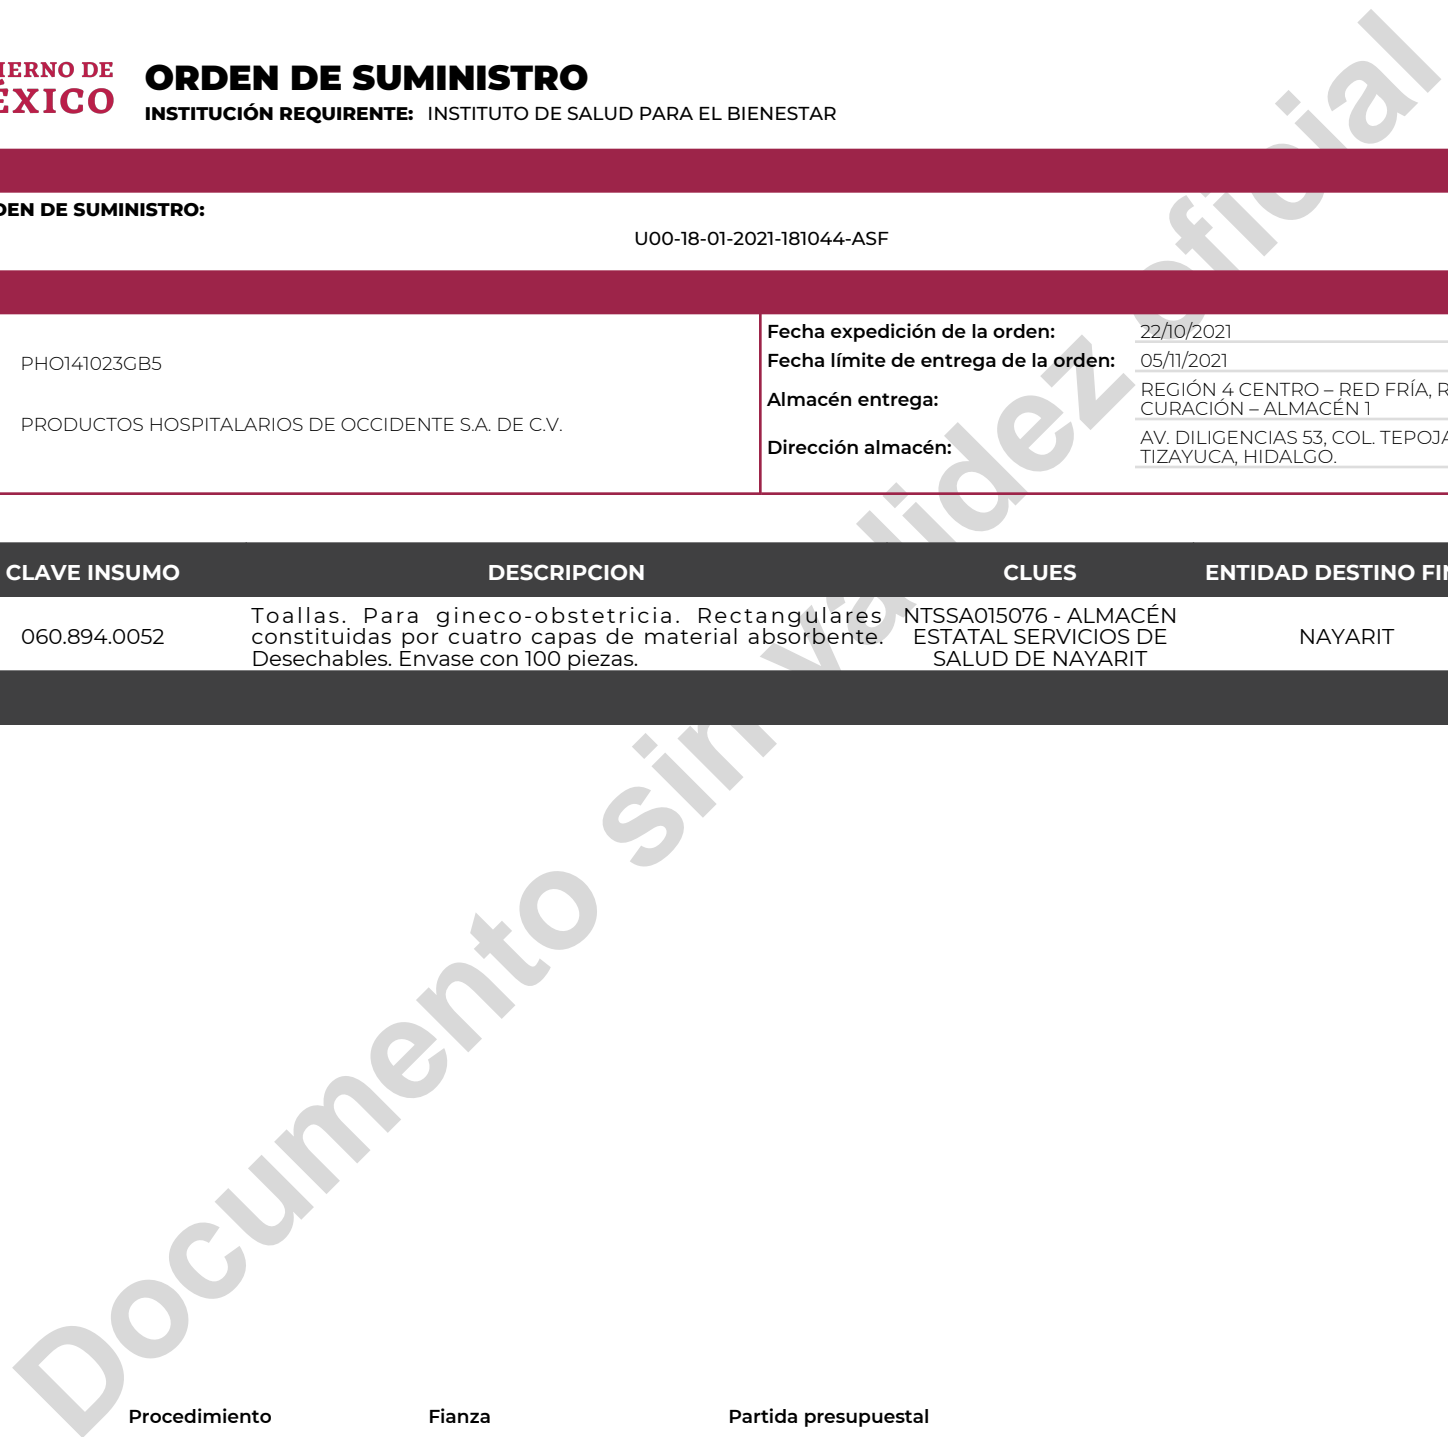 ORDEN DE SUMINISTRO
INSTITUCIÓN REQUIRENTE: INSTITUTO DE SALUD PARA EL BIENESTAR
DE
DE SUMINISTRO:
U00-18-01-2021-181044-ASF
PHO141023GB5
PRODUCTOS HOSPITALARIOS DE OCCIDENTE S.A. DE C.V.
Fecha expedición de la orden: 22/10/2021
Fecha límite de entrega de la orden: 05/11/2021
Almacén entrega: REGIÓN 4 CENTRO – RED FRÍA,
CURACIÓN – ALMACÉN 1
Dirección almacén: AV. DILIGENCIAS 53, COL.
TIZAYUCA, HIDALGO.
CLAVE INSUMO DESCRIPCION CLUES ENTIDAD DESTINO
060.894.0052
Toallas. Para gineco-obstetricia. Rectangulares
constituidas por cuatro capas de material absorbente.
Desechables. Envase con 100 piezas.
NTSSA015076 - ALMACÉN
ESTATAL SERVICIOS DE
SALUD DE NAYARIT
NAYARIT
Documento sin validez oficial
Procedimiento Fianza Partida presupuestal